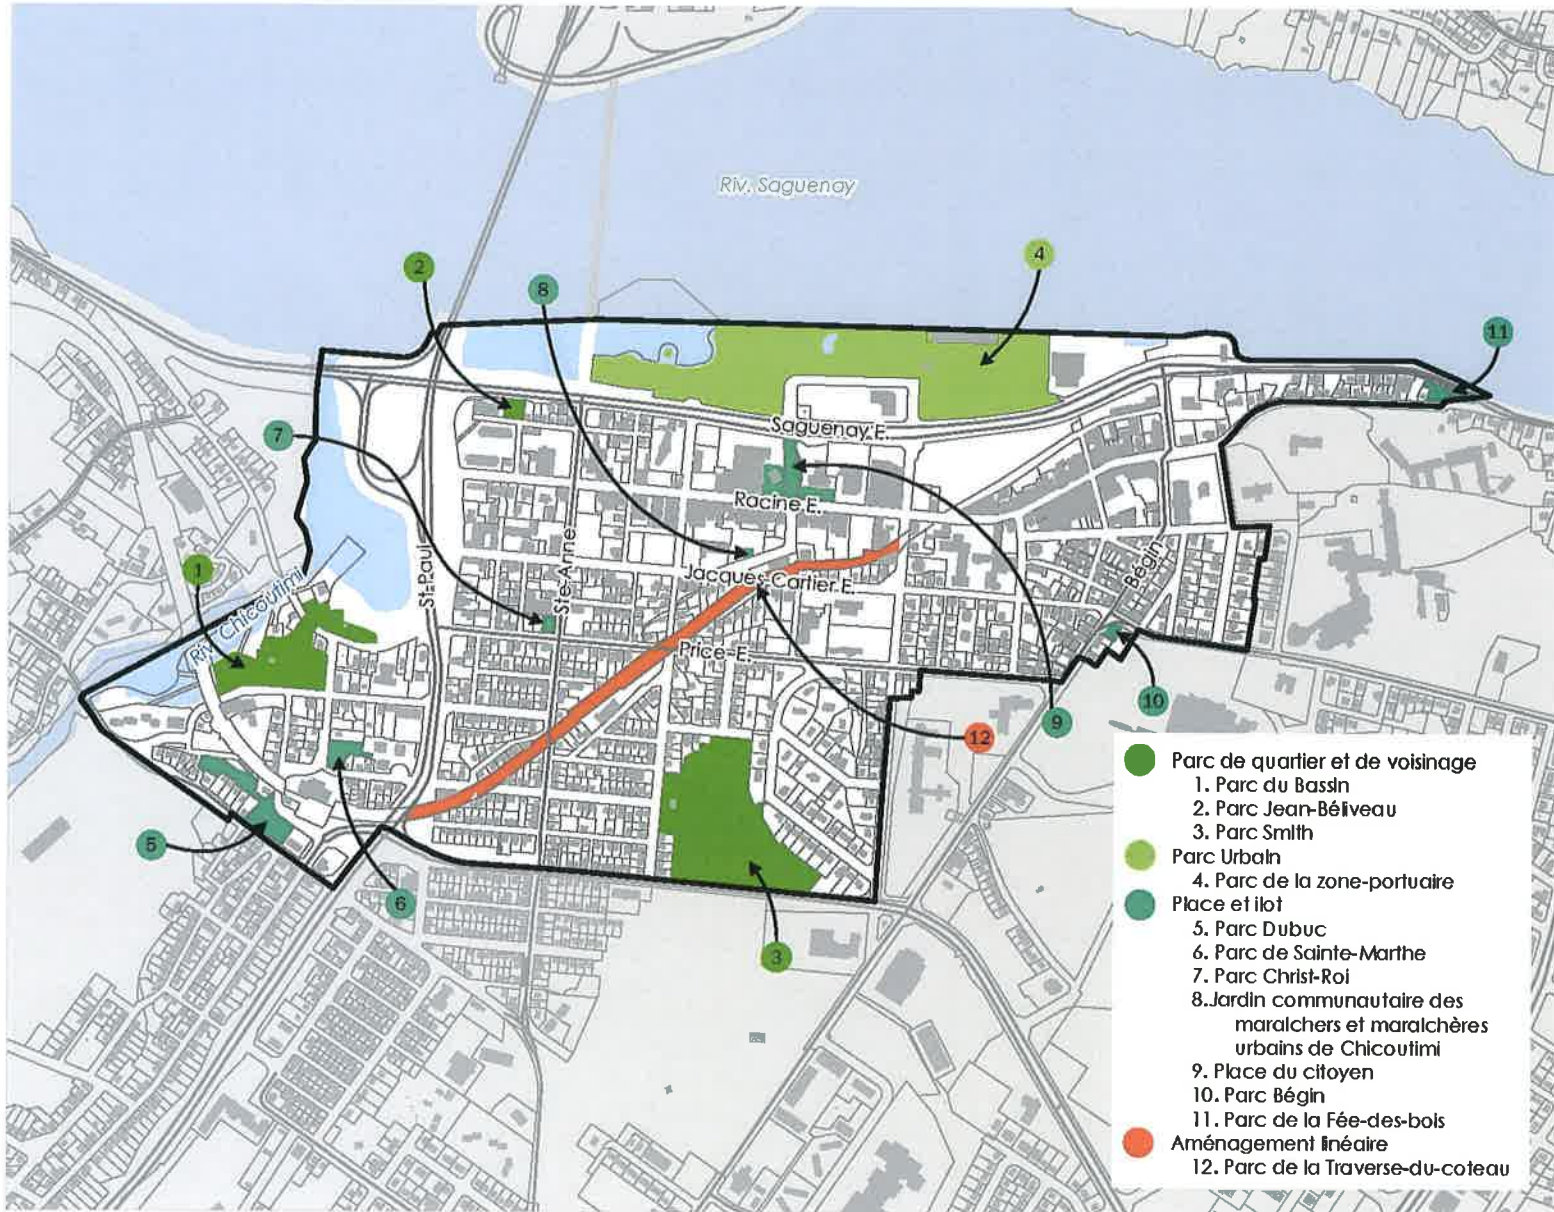 Riv. Saguenay
2
8
4
11
7
Saguenay E.
Racine E.
1
St-Paul
Ste-Anne
Jacques-Cartier E.
Bégin
Riv. Chicoutimi
Price E.
12
9
10
5
6
3
Parc de quartier et de voisinage
1. Parc du Bassin
2. Parc Jean-Béliveau
3. Parc Smith
Parc Urbain
4. Parc de la zone-portuaire
Place et ilot
5. Parc Dubuc
6. Parc de Sainte-Marthe
7. Parc Christ-Roi
8.Jardin communautaire des
maraichers et maraichères
urbains de Chicoutimi
9. Place du citoyen
10. Parc Bégin
11. Parc de la Fée-des-bois
Aménagement linéaire
12. Parc de la Traverse-du-coteau